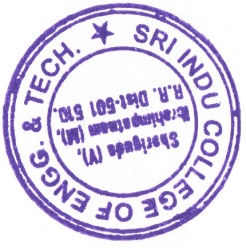 SRI INDU COLLEGE OF ENGG. & TECH. ★
Sheriguda (V),
Ibrahimpatnam (M),
R.R. Dist-501 510.